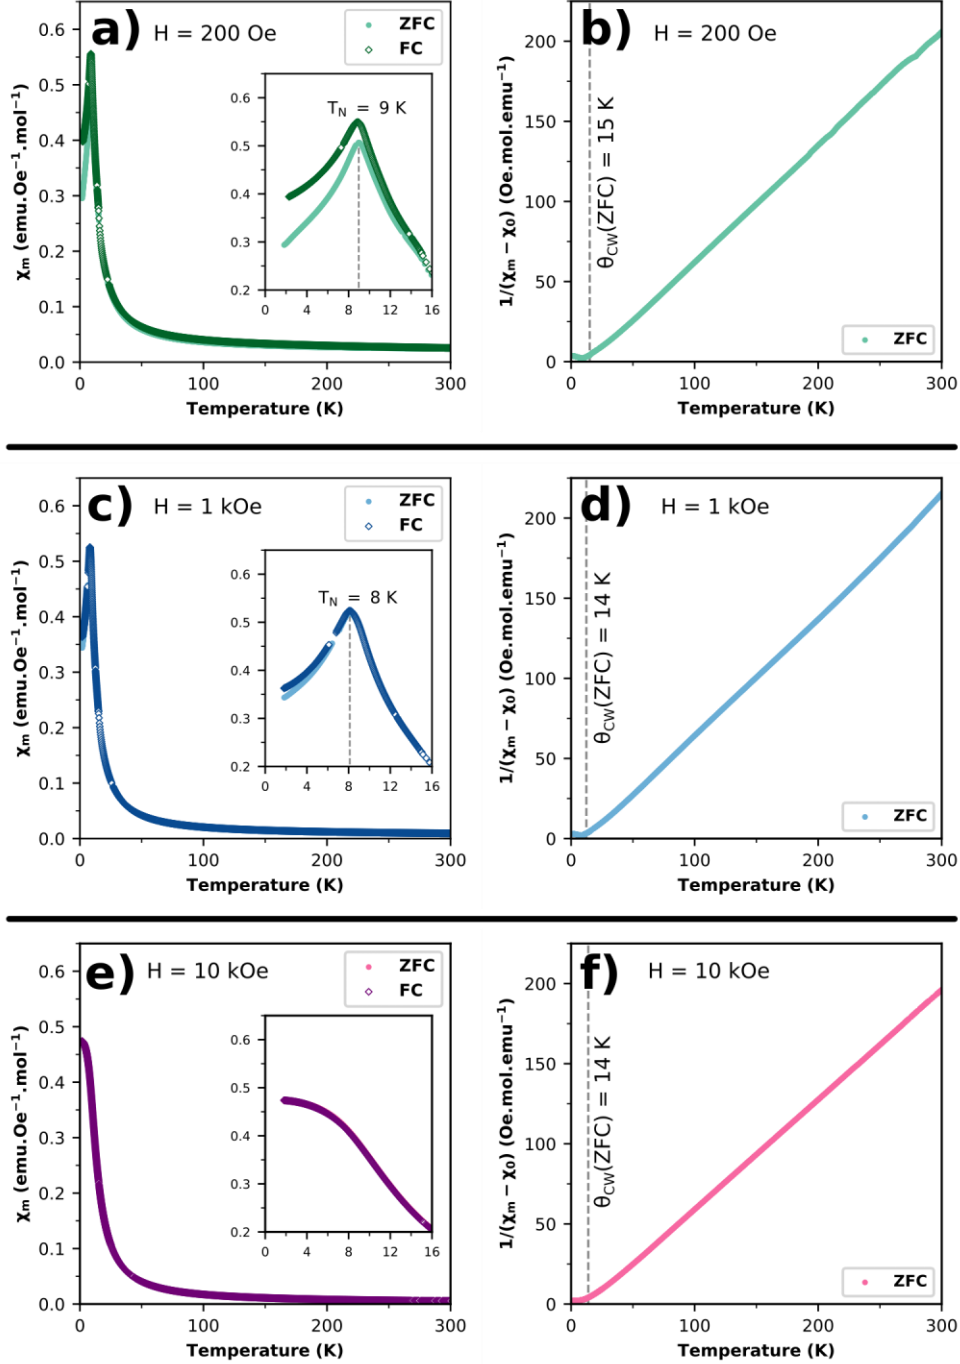 a) H = 200 Oe
ZFC
FC
0.6
0.5
0.4
0.3
0.2
0.1
0.0
χₘ (emu.Oe⁻¹.mol⁻¹)
T_N = 9 K
0.6
0.5
0.4
0.3
0.2
0 4 8 12 16
0 100 200 300
Temperature (K)
b) H = 200 Oe
200
150
100
50
0
1/(χₘ − χ₀) (Oe.mol.emu⁻¹)
θ_CW(ZFC) = 15 K
ZFC
0 100 200 300
Temperature (K)
c) H = 1 kOe
ZFC
FC
0.6
0.5
0.4
0.3
0.2
0.1
0.0
χₘ (emu.Oe⁻¹.mol⁻¹)
T_N = 8 K
0.6
0.5
0.4
0.3
0.2
0 4 8 12 16
0 100 200 300
Temperature (K)
d) H = 1 kOe
200
150
100
50
0
1/(χₘ − χ₀) (Oe.mol.emu⁻¹)
θ_CW(ZFC) = 14 K
ZFC
0 100 200 300
Temperature (K)
e) H = 10 kOe
ZFC
FC
0.6
0.5
0.4
0.3
0.2
0.1
0.0
χₘ (emu.Oe⁻¹.mol⁻¹)
0.6
0.5
0.4
0.3
0.2
0 4 8 12 16
0 100 200 300
Temperature (K)
f) H = 10 kOe
200
150
100
50
0
1/(χₘ − χ₀) (Oe.mol.emu⁻¹)
θ_CW(ZFC) = 14 K
ZFC
0 100 200 300
Temperature (K)